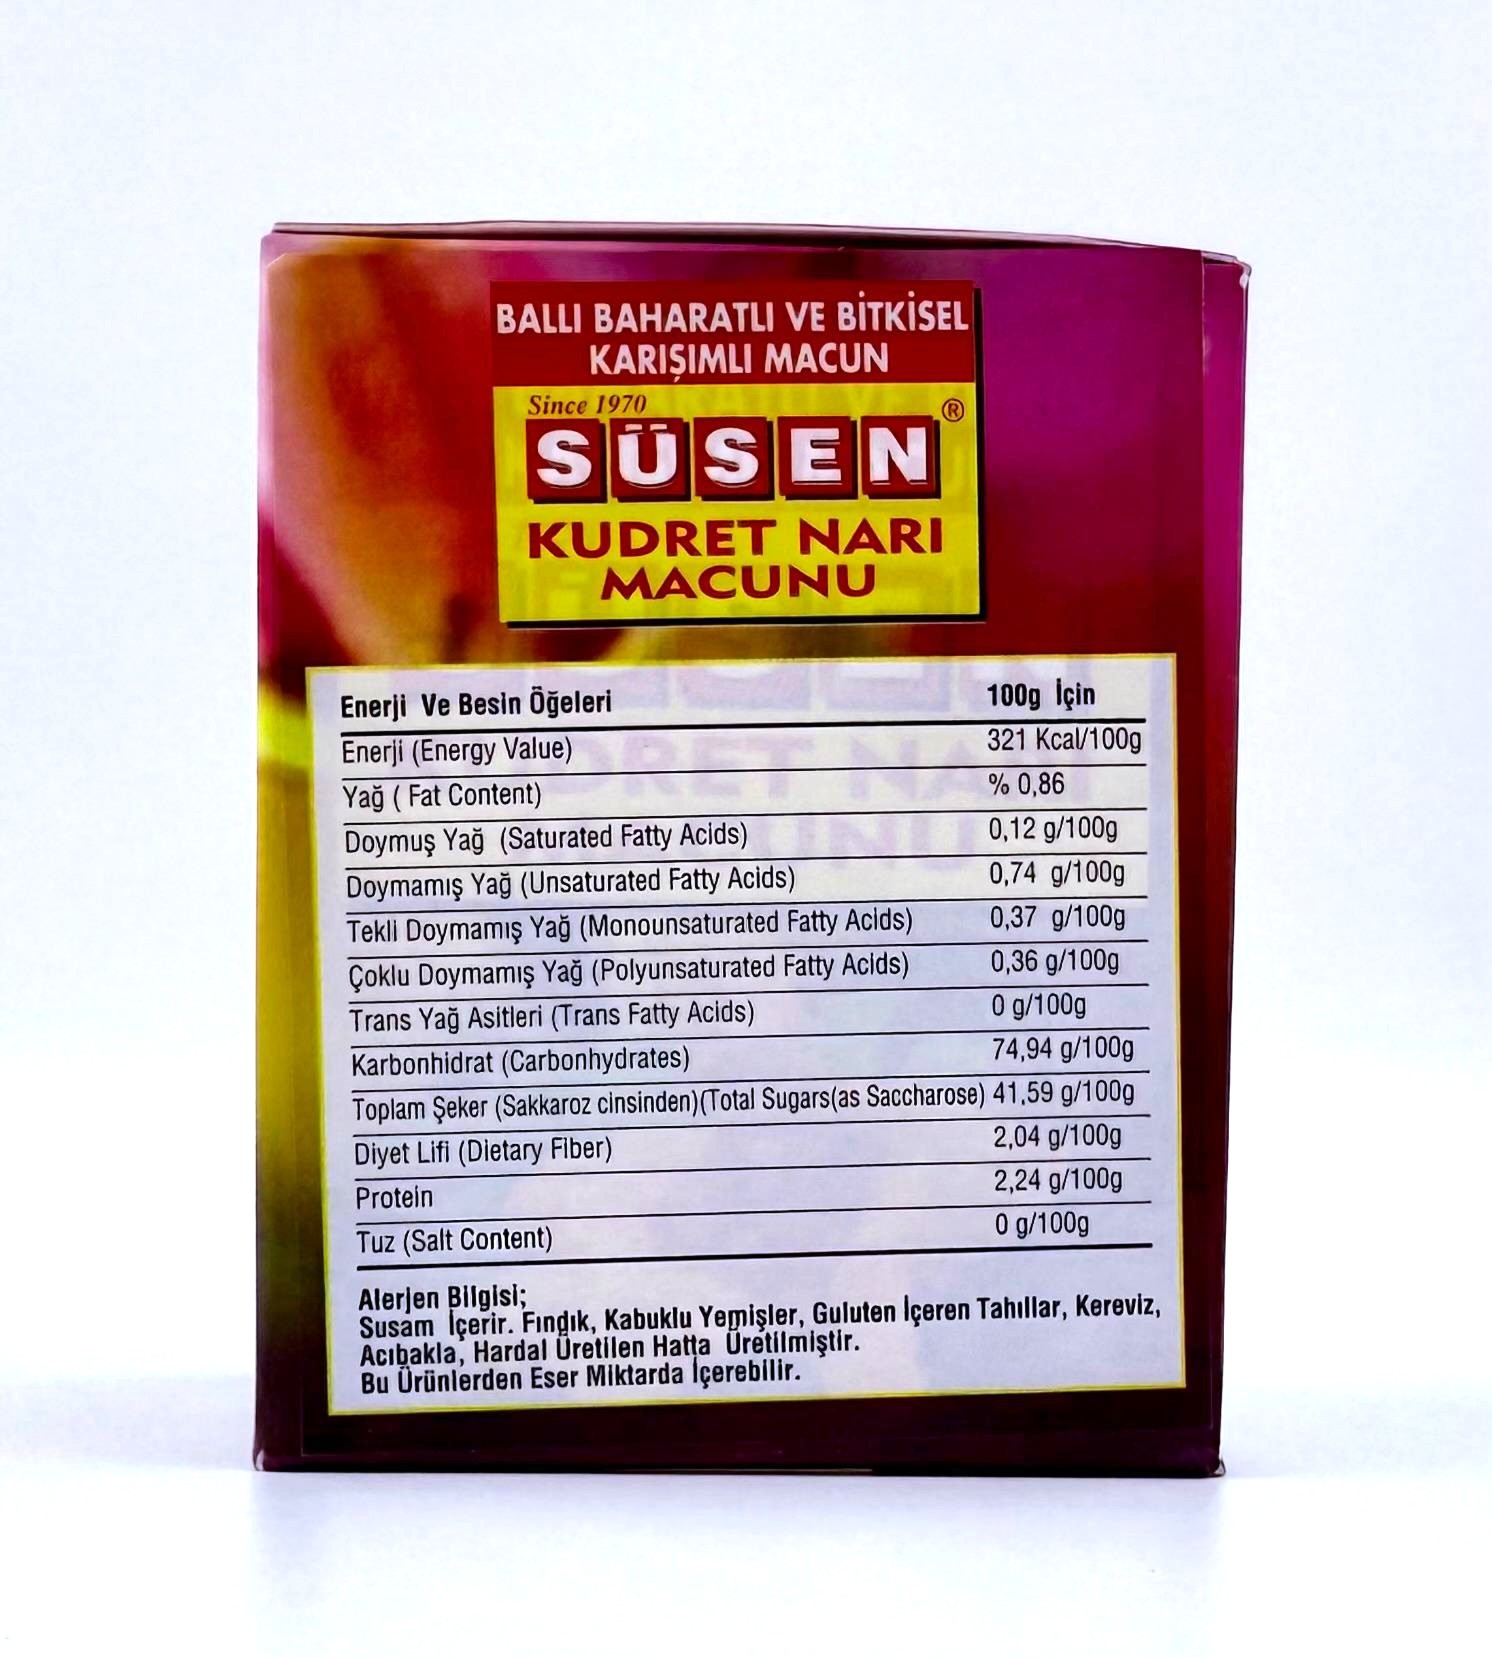 BALLI BAHARATLI VE BİTKİSEL
KARIŞIMLI MACUN
Since 1970
®
SÜSEN
KUDRET NARI
MACUNU
Enerji Ve Besin Öğeleri 100g İçin
Enerji (Energy Value) 321 Kcal/100g
Yağ ( Fat Content) % 0,86
Doymuş Yağ (Saturated Fatty Acids) 0,12 g/100g
Doymamış Yağ (Unsaturated Fatty Acids) 0,74 g/100g
Tekli Doymamış Yağ (Monounsaturated Fatty Acids) 0,37 g/100g
Çoklu Doymamış Yağ (Polyunsaturated Fatty Acids) 0,36 g/100g
Trans Yağ Asitleri (Trans Fatty Acids) 0 g/100g
Karbonhidrat (Carbonhydrates) 74,94 g/100g
Toplam Şeker (Sakkaroz cinsinden)(Total Sugars(as Saccharose) 41,59 g/100g
Diyet Lifi (Dietary Fiber) 2,04 g/100g
Protein 2,24 g/100g
Tuz (Salt Content) 0 g/100g
Alerjen Bilgisi;
Susam İçerir. Fındık, Kabuklu Yemişler, Guluten İçeren Tahıllar, Kereviz,
Acıbakla, Hardal Üretilen Hatta Üretilmiştir.
Bu Ürünlerden Eser Miktarda İçerebilir.